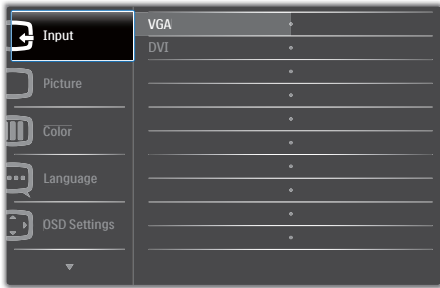 Input
Picture
Color
Language
OSD Settings
VGA
DVI